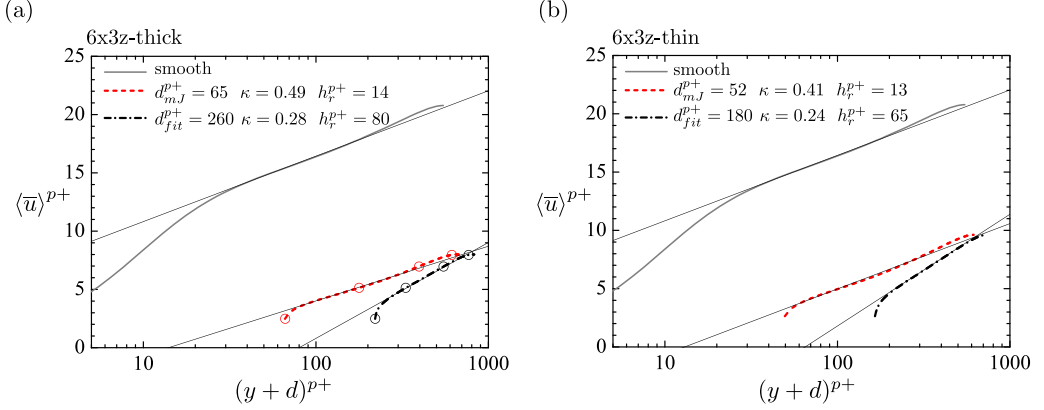 (a)
6x3z-thick
25
20
15
10
5
0
⟨u̅⟩^{p+}
smooth
d_{mJ}^{p+} = 65 κ = 0.49 h_r^{p+} = 14
d_{fit}^{p+} = 260 κ = 0.28 h_r^{p+} = 80
10 100 1000
(y + d)^{p+}
(b)
6x3z-thin
25
20
15
10
5
0
⟨u̅⟩^{p+}
smooth
d_{mJ}^{p+} = 52 κ = 0.41 h_r^{p+} = 13
d_{fit}^{p+} = 180 κ = 0.24 h_r^{p+} = 65
10 100 1000
(y + d)^{p+}